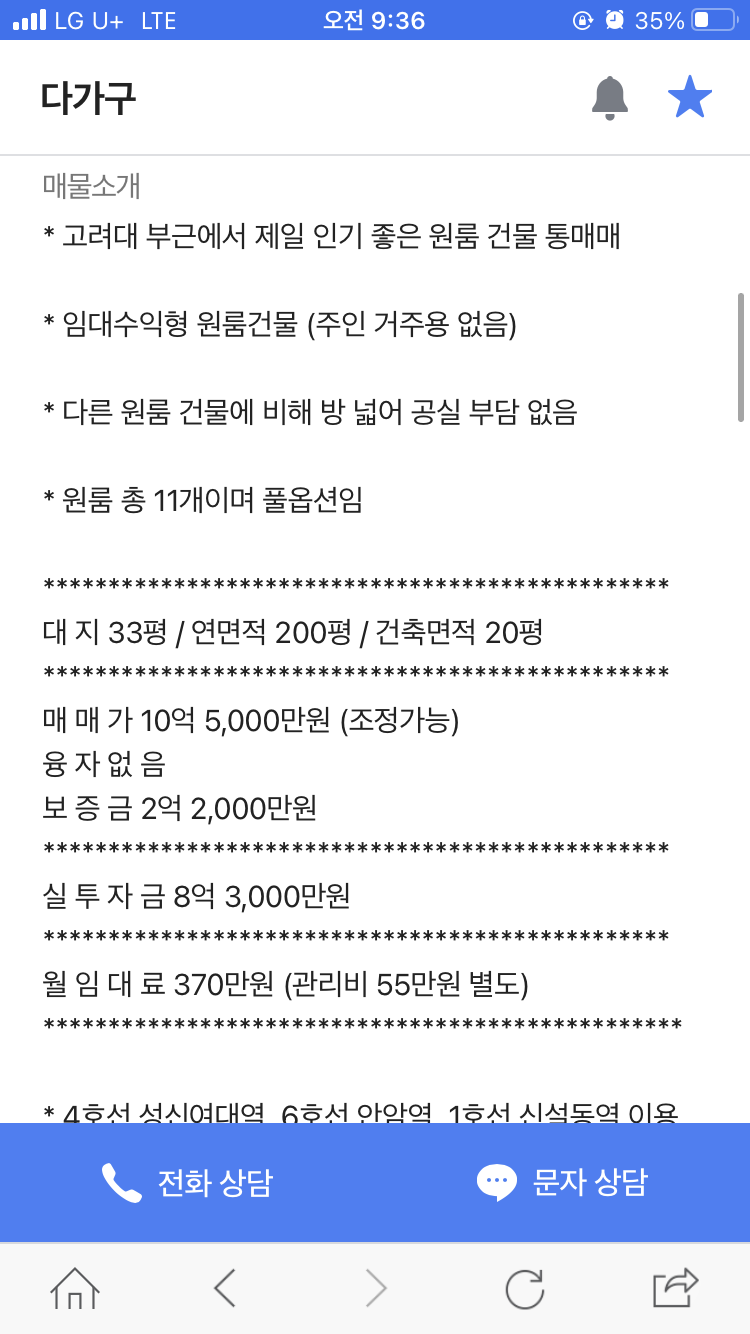 LG U+ LTE 오전 9:36 35%
다가구
매물소개
* 고려대 부근에서 제일 인기 좋은 원룸 건물 통매매
* 임대수익형 원룸건물 (주인 거주용 없음)
* 다른 원룸 건물에 비해 방 넓어 공실 부담 없음
* 원룸 총 11개이며 풀옵션임
************************************************
대 지 33평 / 연면적 200평 / 건축면적 20평
************************************************
매 매 가 10억 5,000만원 (조정가능)
융 자 없 음
보 증 금 2억 2,000만원
************************************************
실 투 자 금 8억 3,000만원
************************************************
월 임 대 료 370만원 (관리비 55만원 별도)
*************************************************
* 4호선 성신여대역, 6호선 안암역, 1호선 신설동역 이용
전화 상담 문자 상담